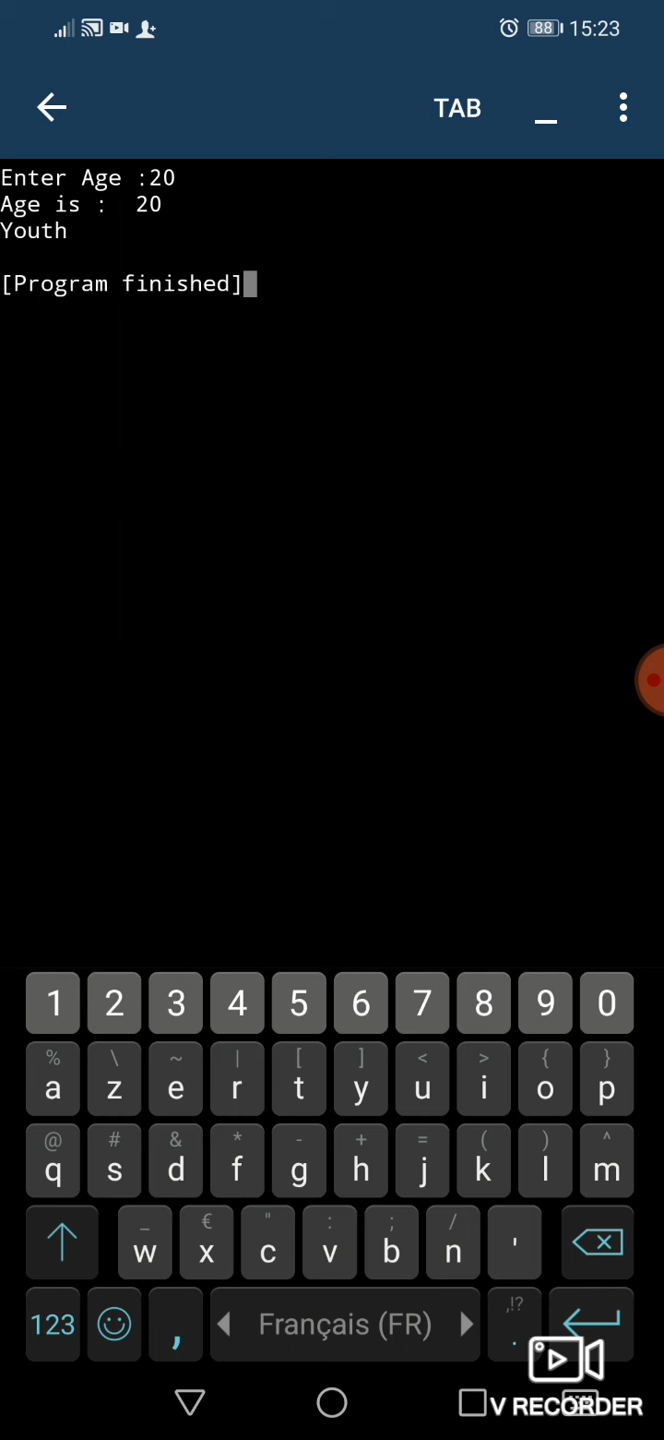 88 15:23
TAB _
Enter Age :20
Age is :  20
Youth
[Program finished]
1 2 3 4 5 6 7 8 9 0
% \ ~ | [ ] < > { }
a z e r t y u i o p
@ # & * - + = ( ) ^
q s d f g h j k l m
_ € " : ; /
w x c v b n '
,!?
123 , Français (FR) .
V RECORDER